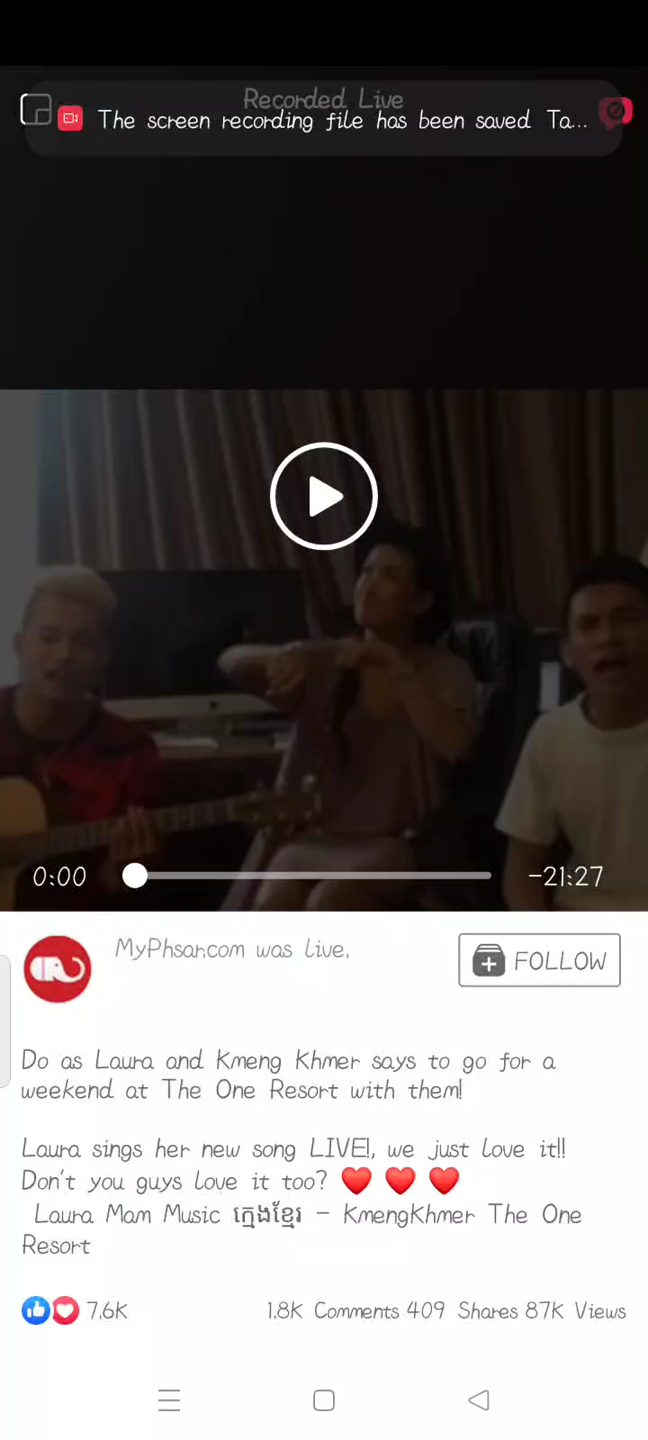 Recorded Live
The screen recording file has been saved Ta...
0:00
-21:27
MyPhsar.com was live.
FOLLOW
Do as Laura and Kmeng Khmer says to go for a
weekend at The One Resort with them!
Laura sings her new song LIVE!, we just love it!!
Don't you guys love it too? ❤️ ❤️ ❤️
Laura Mam Music ក្មេងខ្មែរ - KmengKhmer The One
Resort
7.6K
1.8K Comments 409 Shares 87K Views